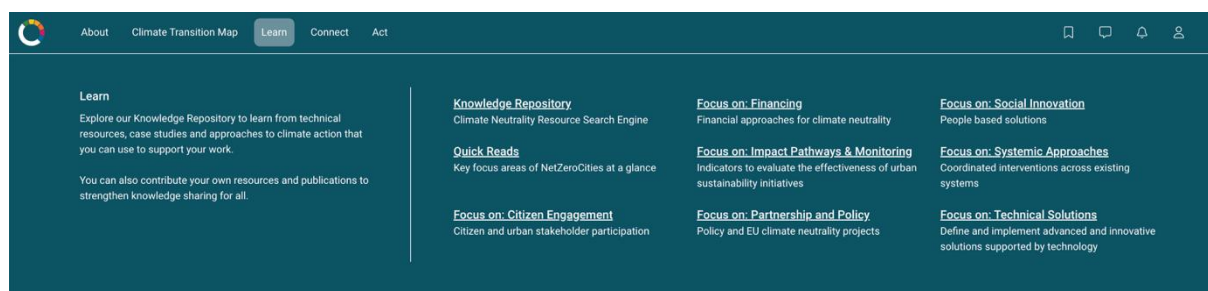 About Climate Transition Map Learn Connect Act
Learn
Explore our Knowledge Repository to learn from technical
resources, case studies and approaches to climate action that
you can use to support your work.
You can also contribute your own resources and publications to
strengthen knowledge sharing for all.
Knowledge Repository
Climate Neutrality Resource Search Engine
Quick Reads
Key focus areas of NetZeroCities at a glance
Focus on: Citizen Engagement
Citizen and urban stakeholder participation
Focus on: Financing
Financial approaches for climate neutrality
Focus on: Impact Pathways & Monitoring
Indicators to evaluate the effectiveness of urban
sustainability initiatives
Focus on: Partnership and Policy
Policy and EU climate neutrality projects
Focus on: Social Innovation
People based solutions
Focus on: Systemic Approaches
Coordinated interventions across existing
systems
Focus on: Technical Solutions
Define and implement advanced and innovative
solutions supported by technology